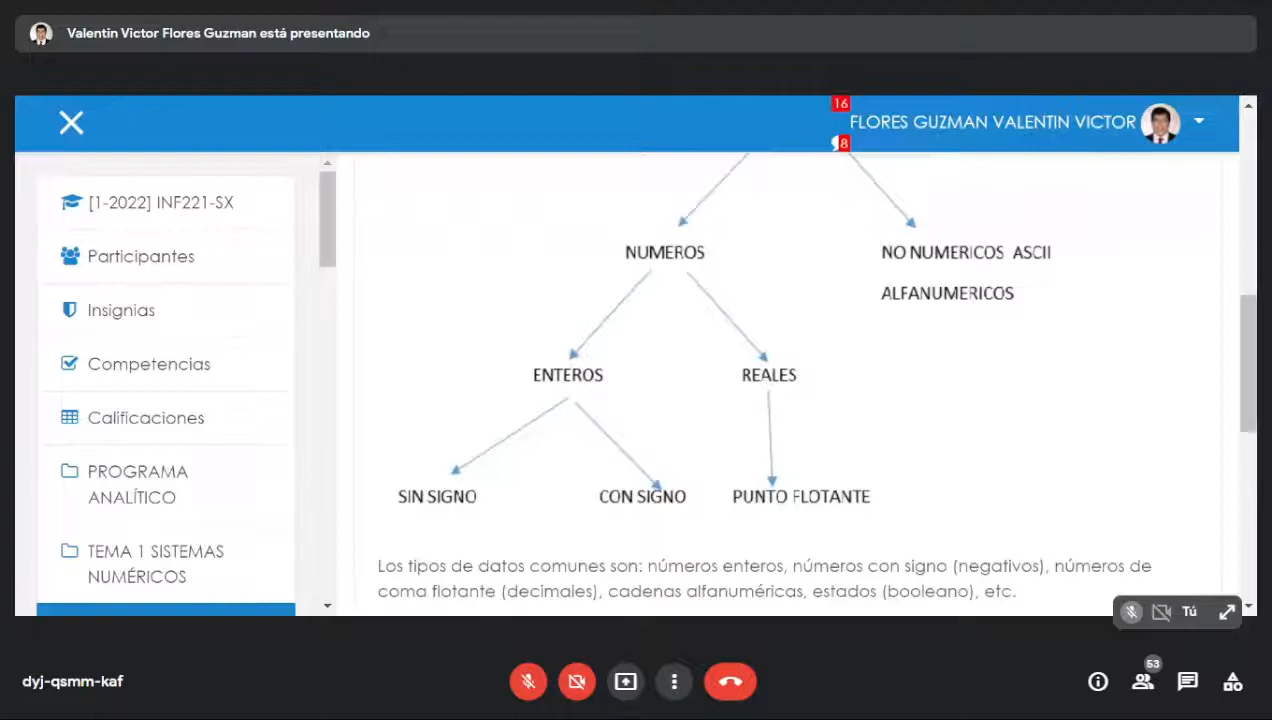 Valentin Victor Flores Guzman está presentando
16
FLORES GUZMAN VALENTIN VICTOR
8
[1-2022] INF221-SX
Participantes
Insignias
Competencias
Calificaciones
PROGRAMA
ANALÍTICO
TEMA 1 SISTEMAS
NUMÉRICOS
NUMEROS
NO NUMERICOS ASCII
ALFANUMERICOS
ENTEROS
REALES
SIN SIGNO
CON SIGNO
PUNTO FLOTANTE
Los tipos de datos comunes son: números enteros, números con signo (negativos), números de
coma flotante (decimales), cadenas alfanuméricas, estados (booleano), etc.
Tú
dyj-qsmm-kaf
53